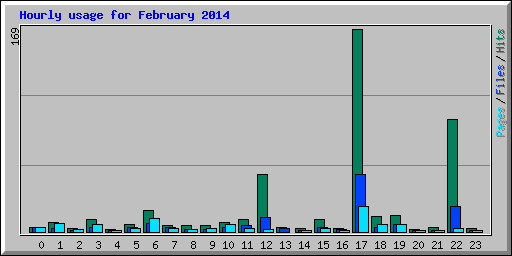 Hourly usage for February 2014
169
Pages/Files/Hits
0 1 2 3 4 5 6 7 8 9 10 11 12 13 14 15 16 17 18 19 20 21 22 23